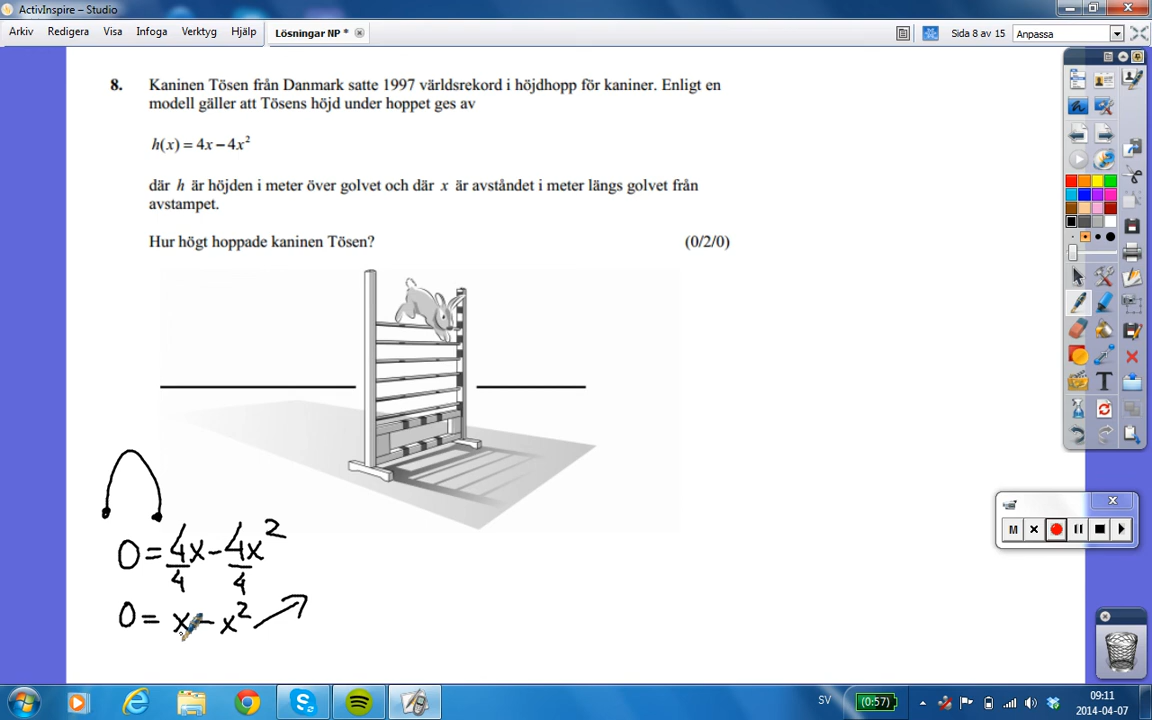 ActivInspire – Studio
Arkiv Redigera Visa Infoga Verktyg Hjälp Lösningar NP * Sida 8 av 15 Anpassa
8. Kaninen Tösen från Danmark satte 1997 världsrekord i höjdhopp för kaniner. Enligt en
modell gäller att Tösens höjd under hoppet ges av
h(x) = 4x – 4x²
där h är höjden i meter över golvet och där x är avståndet i meter längs golvet från
avstampet.
Hur högt hoppade kaninen Tösen? (0/2/0)
0 = 4x/4 - 4x²/4
0 = x - x²
M
T
SV (0:57) 09:11
2014-04-07